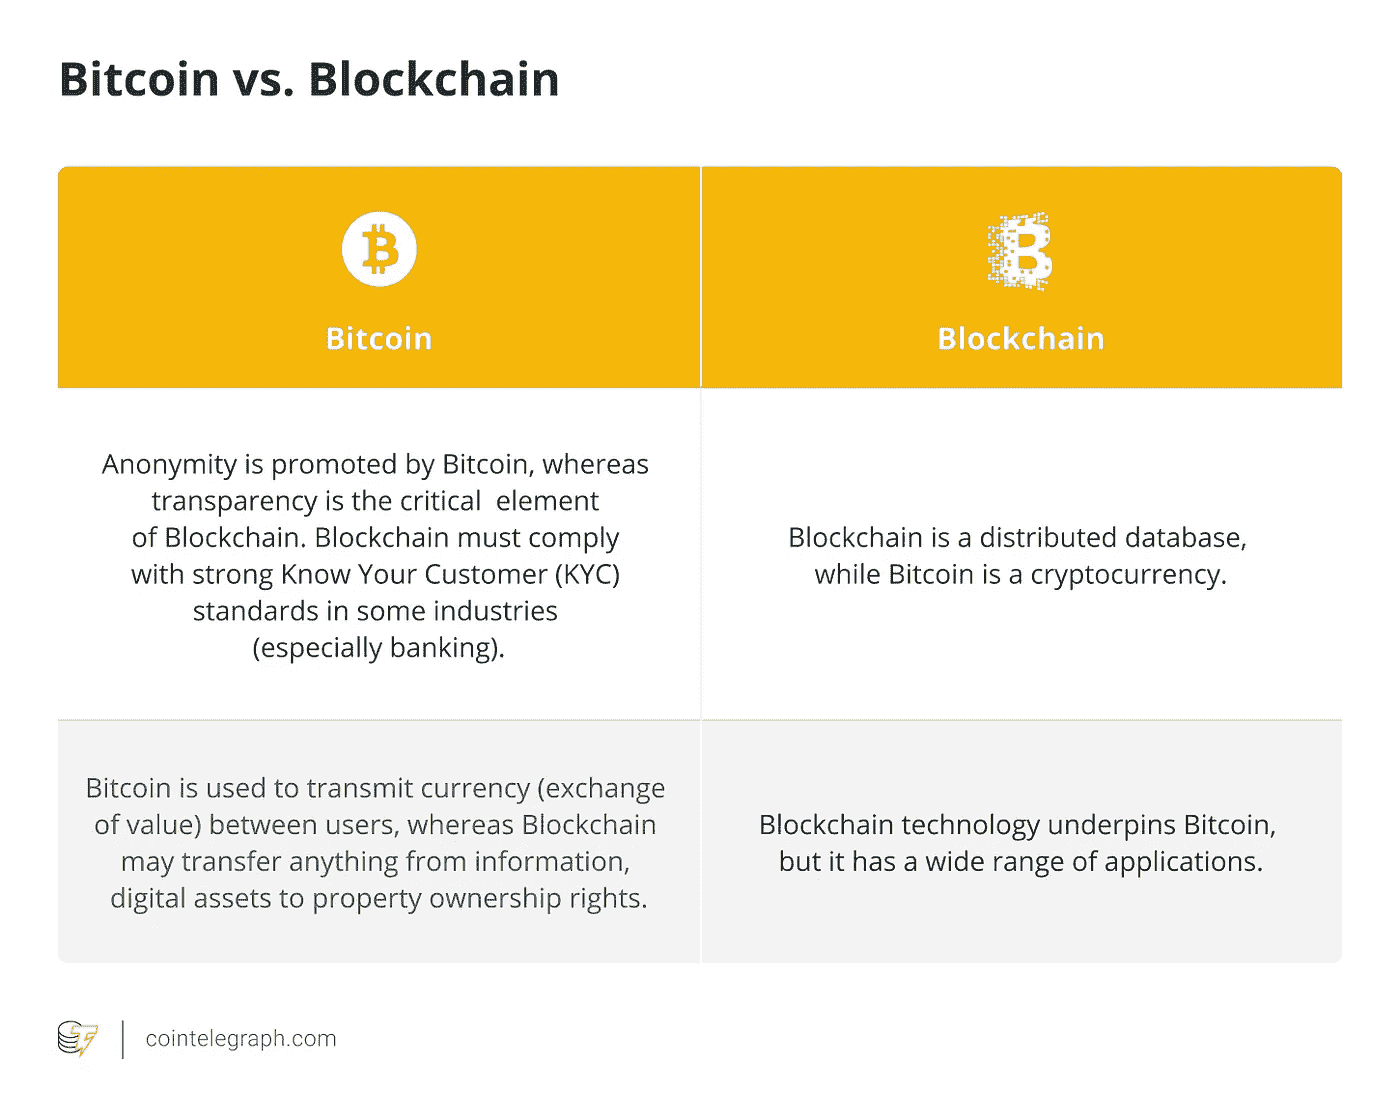 Bitcoin vs. Blockchain
Bitcoin
Blockchain
Anonymity is promoted by Bitcoin, whereas
transparency is the critical element
of Blockchain. Blockchain must comply
with strong Know Your Customer (KYC)
standards in some industries
(especially banking).
Blockchain is a distributed database,
while Bitcoin is a cryptocurrency.
Bitcoin is used to transmit currency (exchange
of value) between users, whereas Blockchain
may transfer anything from information,
digital assets to property ownership rights.
Blockchain technology underpins Bitcoin,
but it has a wide range of applications.
cointelegraph.com